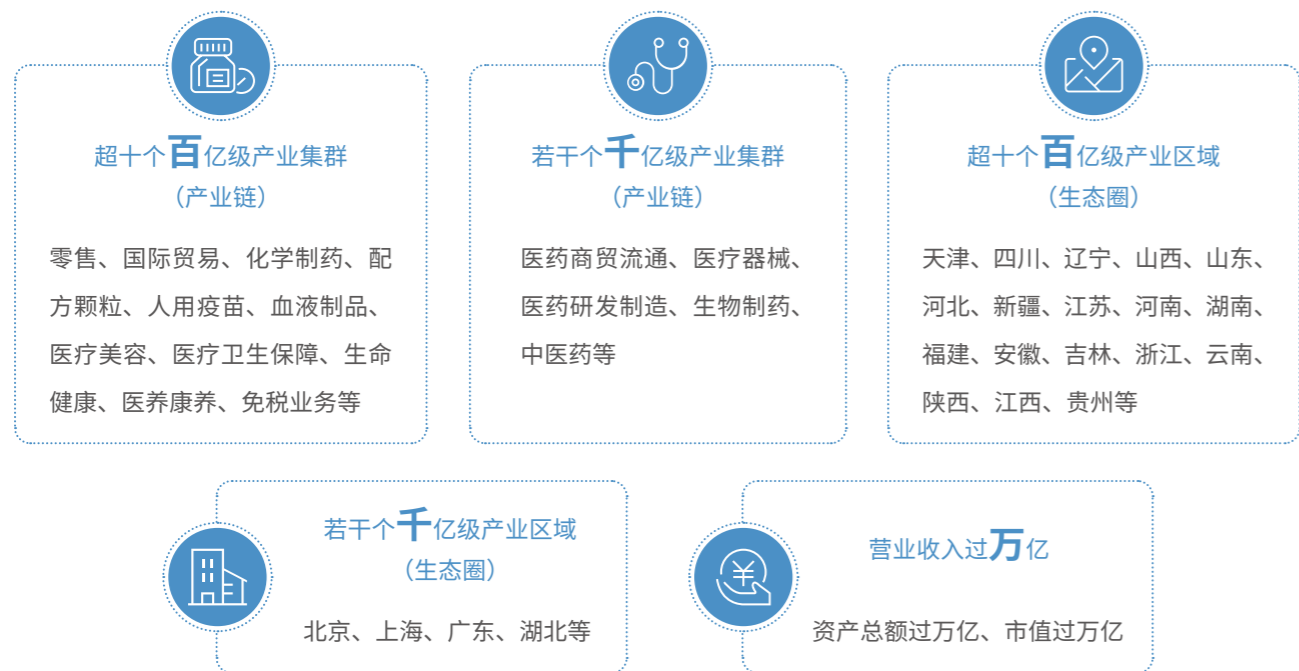 超十个百亿级产业集群
（产业链）
零售、国际贸易、化学制药、配
方颗粒、人用疫苗、血液制品、
医疗美容、医疗卫生保障、生命
健康、医养康养、免税业务等
若干个千亿级产业集群
（产业链）
医药商贸流通、医疗器械、
医药研发制造、生物制药、
中医药等
超十个百亿级产业区域
（生态圈）
天津、四川、辽宁、山西、山东、
河北、新疆、江苏、河南、湖南、
福建、安徽、吉林、浙江、云南、
陕西、江西、贵州等
若干个千亿级产业区域
（生态圈）
北京、上海、广东、湖北等
¥
营业收入过万亿
资产总额过万亿、市值过万亿